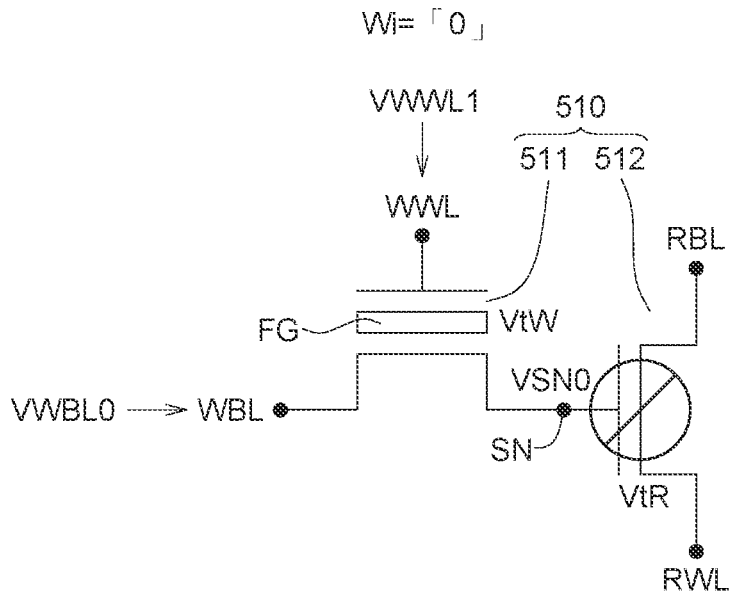 Wi=「0」
VWWL1
510
511 512
WWL
RBL
FG
VtW
VSN0
VWBL0
WBL
SN
VtR
RWL